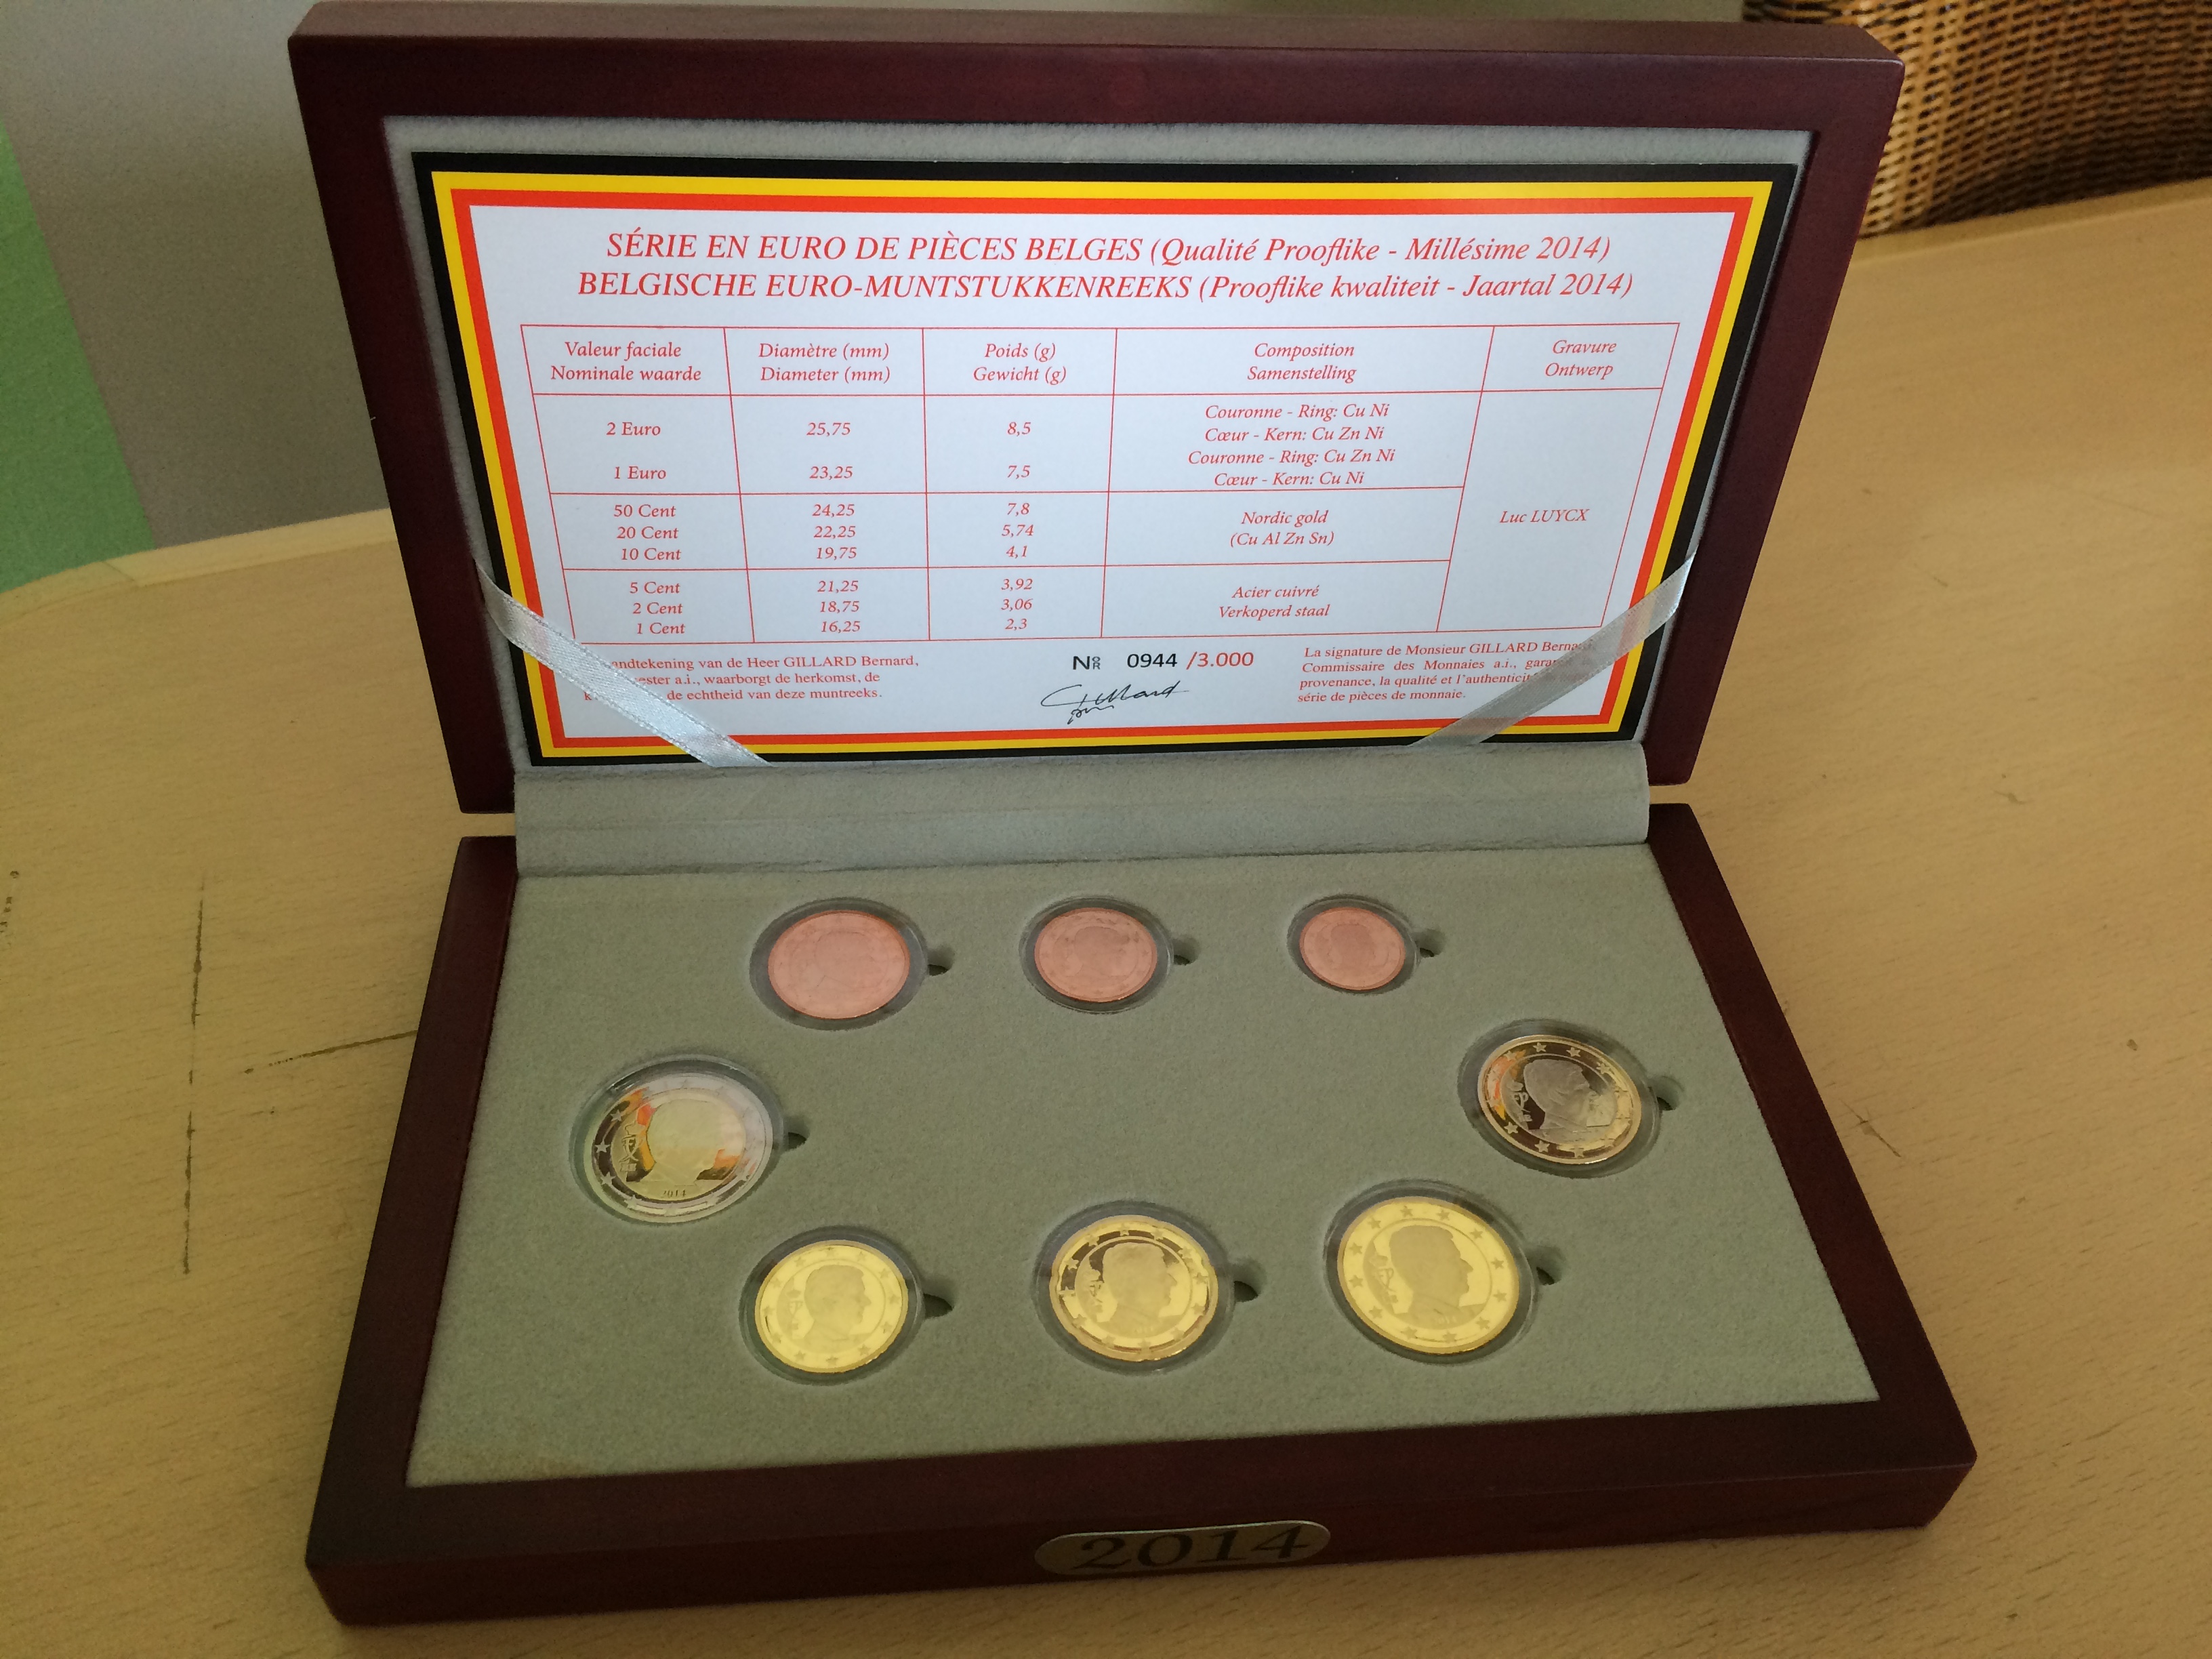 SÉRIE EN EURO DE PIÈCES BELGES (Qualité Prooflike - Millésime 2014)
BELGISCHE EURO-MUNTSTUKKENREEKS (Prooflike kwaliteit - Jaartal 2014)
Valeur faciale Diamètre (mm) Poids (g) Composition Gravure
Nominale waarde Diameter (mm) Gewicht (g) Samenstelling Ontwerp
Couronne - Ring: Cu Ni
2 Euro 25,75 8,5 Cœur - Kern: Cu Zn Ni
Couronne - Ring: Cu Zn Ni
1 Euro 23,25 7,5 Cœur - Kern: Cu Ni
50 Cent 24,25 7,8 Nordic gold Luc LUYCX
20 Cent 22,25 5,74 (Cu Al Zn Sn)
10 Cent 19,75 4,1
5 Cent 21,25 3,92 Acier cuivré
2 Cent 18,75 3,06 Verkoperd staal
1 Cent 16,25 2,3
van de Heer GILLARD Bernard,
a.i., waarborgt de herkomst, de
de echtheid van deze muntreeks.
NOR 0944 /3.000
Gillard
La signature de Monsieur GILLARD
Commissaire des Monnaies a.i.,
provenance, la qualité et
série de pièces de monnaie.
2014
2014